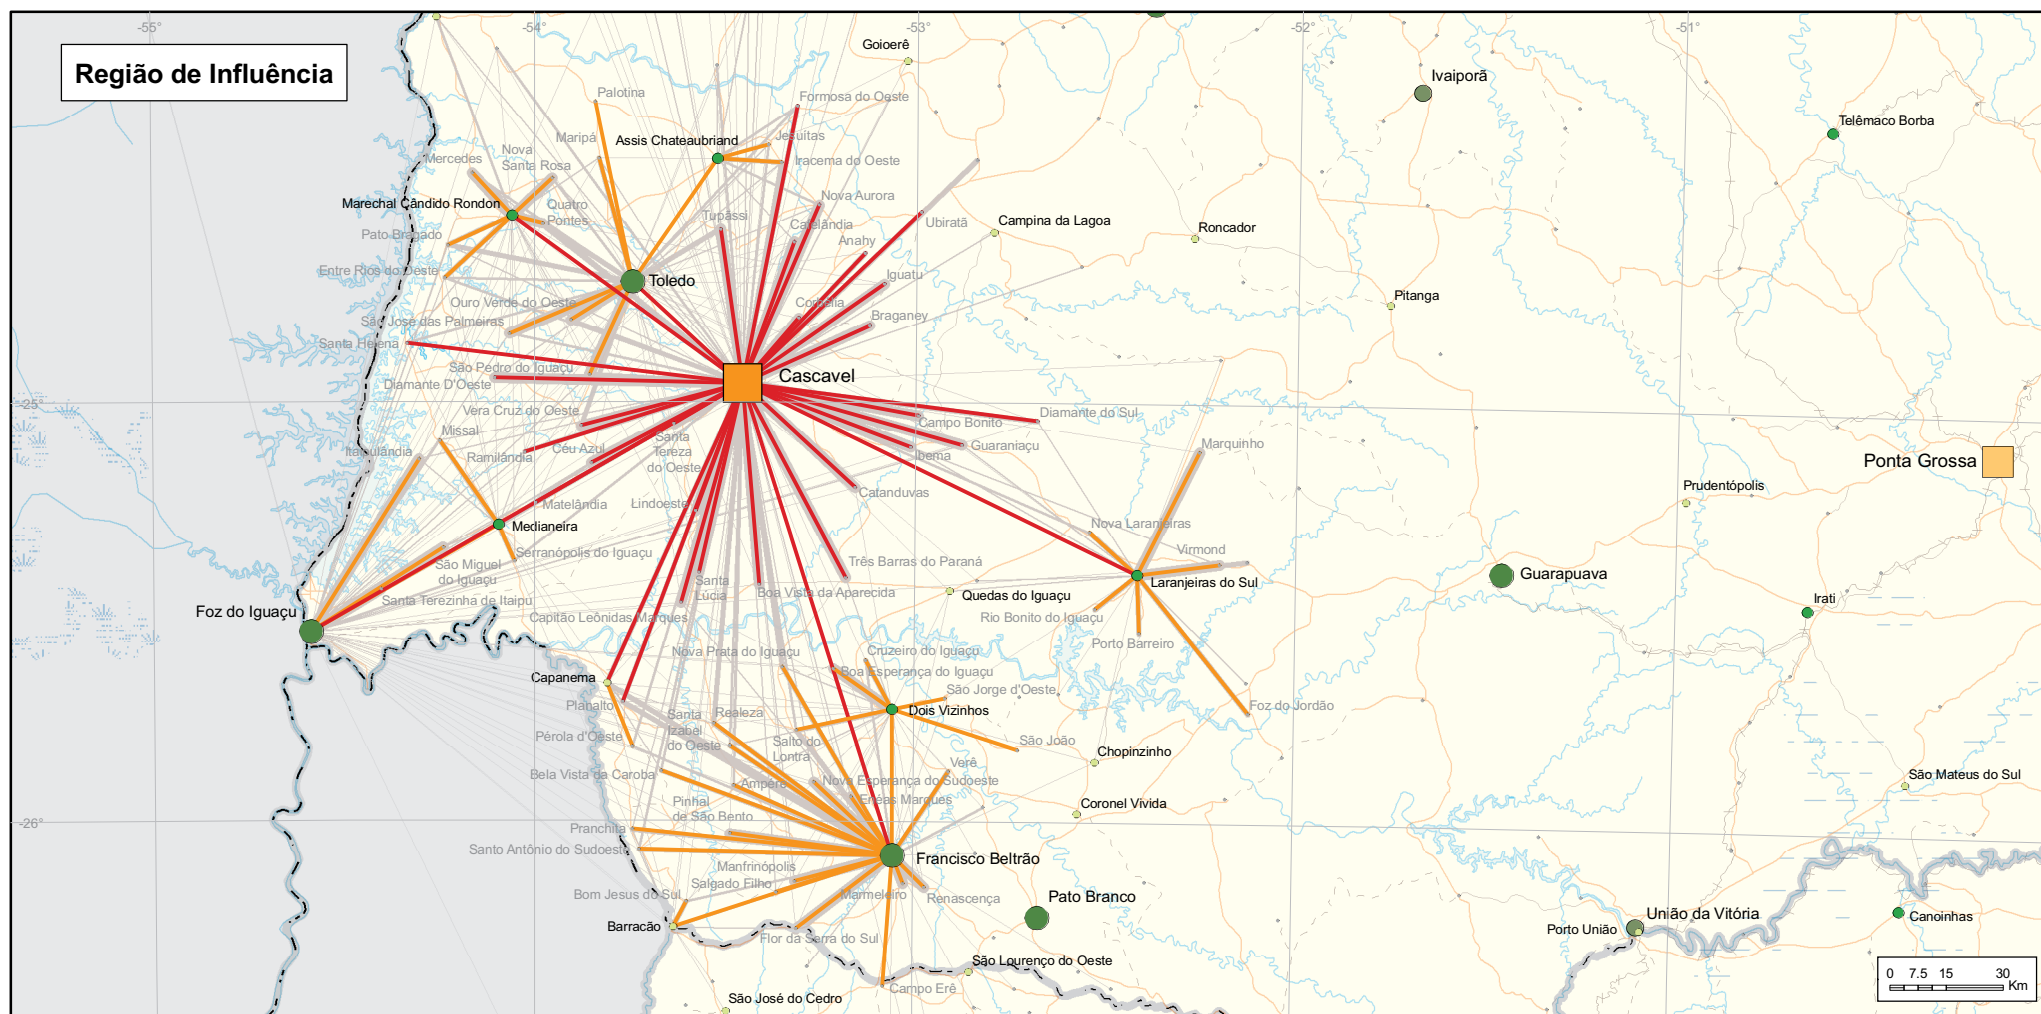 -55°
-54°
-53°
-52°
-51°
Região de Influência
Goioerê
Ivaiporã
Palotina
Formosa do Oeste
Telêmaco Borba
Maripá
Assis Chateaubriand
Jesuítas
Nova
Santa Rosa
Mercedes
Iracema do Oeste
Marechal Cândido Rondon
Quatro
Pontes
Nova Aurora
Tupãssi
Cafelândia
Ubiratã
Campina da Lagoa
Roncador
Pato Bragado
Anahy
Entre Rios do Oeste
Toledo
Iguatu
Ouro Verde do Oeste
Corbélia
Pitanga
São José das Palmeiras
Braganey
Santa Helena
São Pedro do Iguaçu
Cascavel
Diamante D'Oeste
-25°
Vera Cruz do Oeste
Diamante do Sul
Campo Bonito
Missal
Santa
Tereza
do Oeste
Guaraniaçu
Marquinho
Itaipulândia
Ramilândia
Céu Azul
Ibema
Ponta Grossa
Catanduvas
Prudentópolis
Matelândia
Lindoeste
Medianeira
Nova Laranjeiras
Serranópolis do Iguaçu
Virmond
São Miguel
do Iguaçu
Três Barras do Paraná
Santa
Lúcia
Boa Vista da Aparecida
Laranjeiras do Sul
Guarapuava
Santa Terezinha de Itaipu
Quedas do Iguaçu
Irati
Foz do Iguaçu
Capitão Leônidas Marques
Rio Bonito do Iguaçu
Porto Barreiro
Nova Prata do Iguaçu
Cruzeiro do Iguaçu
Boa Esperança do Iguaçu
Capanema
São Jorge d'Oeste
Planalto
Santa
Izabel
do Oeste
Realeza
Dois Vizinhos
Foz do Jordão
Pérola d'Oeste
Salto do
Lontra
São João
Chopinzinho
Bela Vista da Caroba
Ampére
Nova Esperança do Sudoeste
Verê
São Mateus do Sul
Enéas Marques
Pinhal
de São Bento
Coronel Vivida
-26°
Pranchita
Santo Antônio do Sudoeste
Francisco Beltrão
Manfrinópolis
Salgado Filho
Bom Jesus do Sul
Marmeleiro
Renascença
Pato Branco
União da Vitória
Canoinhas
Barracão
Porto União
Flor da Serra do Sul
São Lourenço do Oeste
Campo Erê
São José do Cedro
0 7.5 15 30
Km